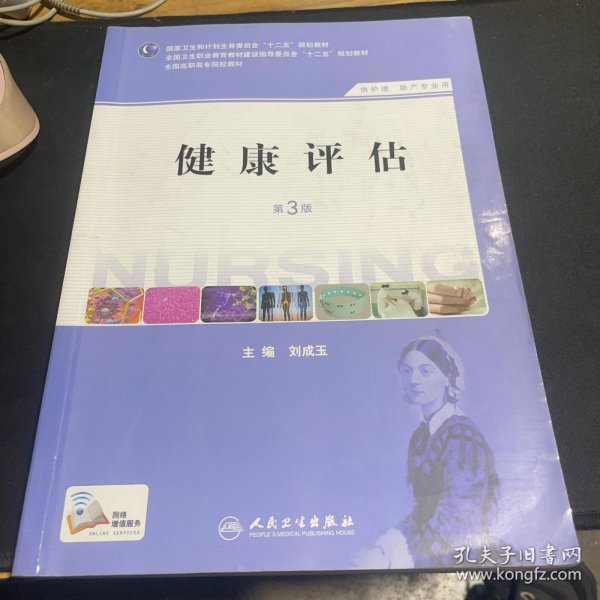 国家卫生和计划生育委员会“十二五”规划教材
全国卫生职业教育教材建设指导委员会“十二五”规划教材
全国高职高专院校教材
供护理、助产专业用
健康评估
第3版
NURSING
主编 刘成玉
网络
增值服务
ONLINE SERVICES
人民卫生出版社
PEOPLE'S MEDICAL PUBLISHING HOUSE
孔夫子旧书网
www.kongfz.com